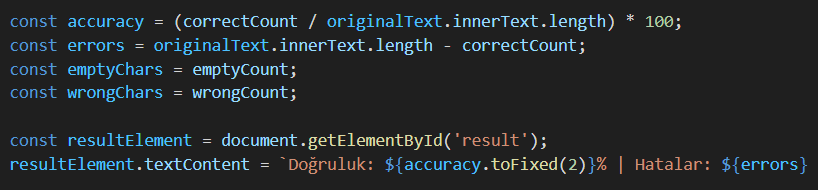 const accuracy = (correctCount / originalText.innerText.length) * 100;
const errors = originalText.innerText.length - correctCount;
const emptyChars = emptyCount;
const wrongChars = wrongCount;
const resultElement = document.getElementById('result');
resultElement.textContent = `Doğruluk: ${accuracy.toFixed(2)}% | Hatalar: ${errors}